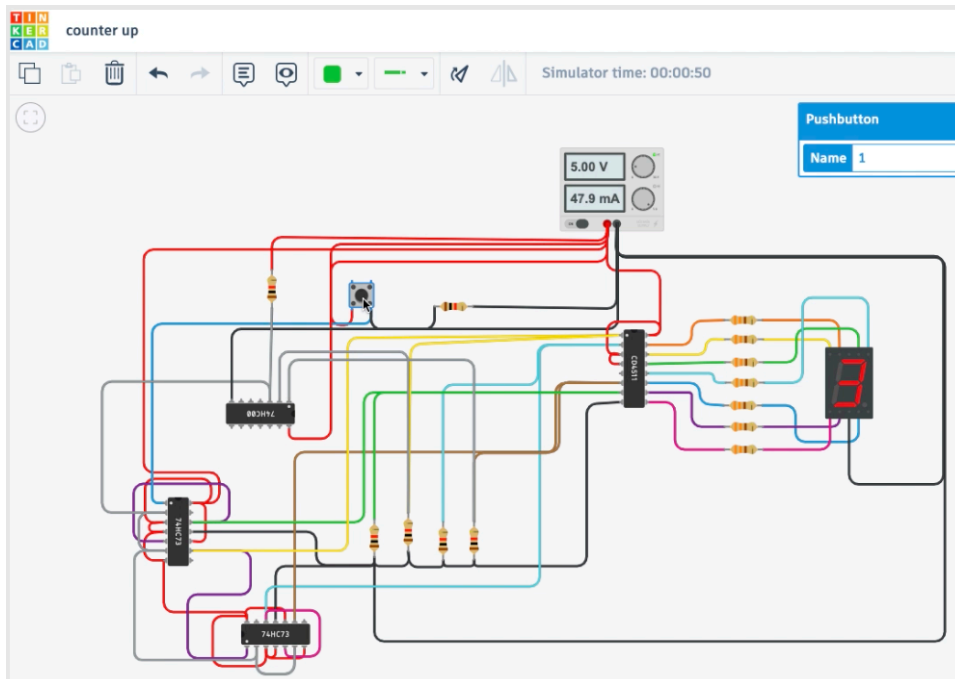 TIN
KER
CAD
counter up
Simulator time: 00:00:50
Pushbutton
Name 1
5.00 V
47.9 mA
CD4511
74HC00
74HC73
74HC73